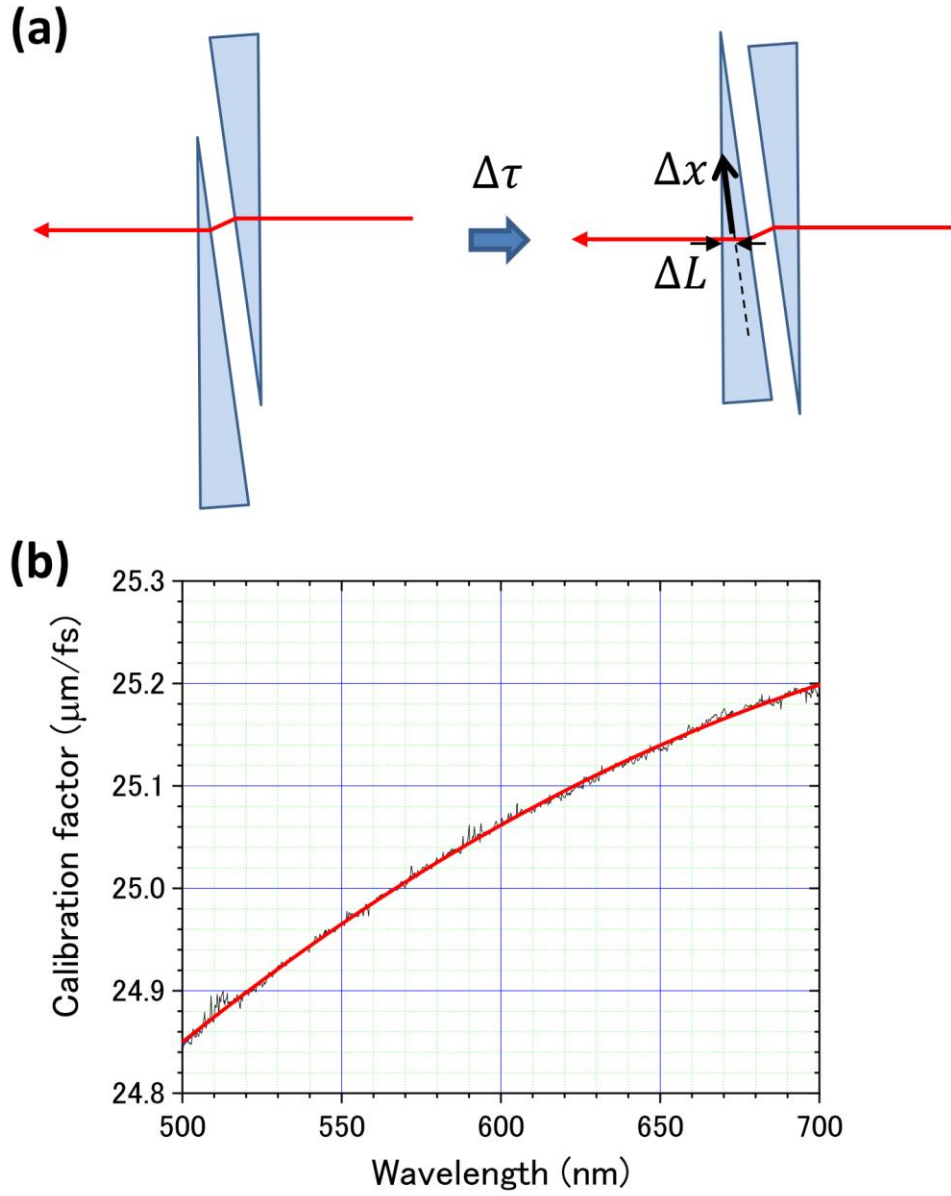 (a)
Δτ
Δx
ΔL
(b)
25.3
25.2
25.1
25.0
24.9
24.8
Calibration factor (μm/fs)
500
550
600
650
700
Wavelength (nm)